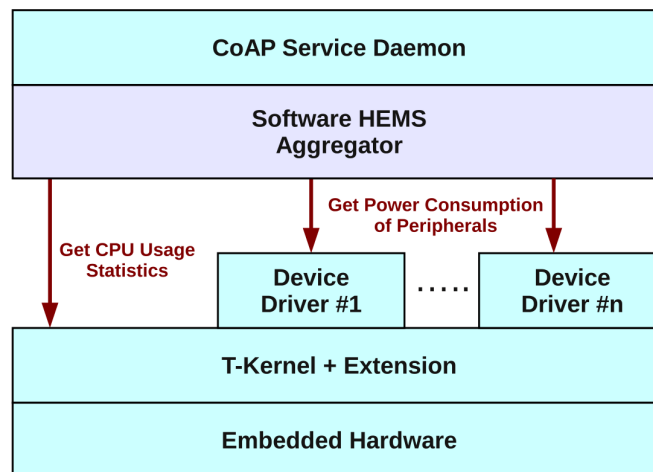 CoAP Service Daemon
Software HEMS
Aggregator
Get CPU Usage
Statistics
Get Power Consumption
of Peripherals
Device
Driver #1
.....
Device
Driver #n
T-Kernel + Extension
Embedded Hardware